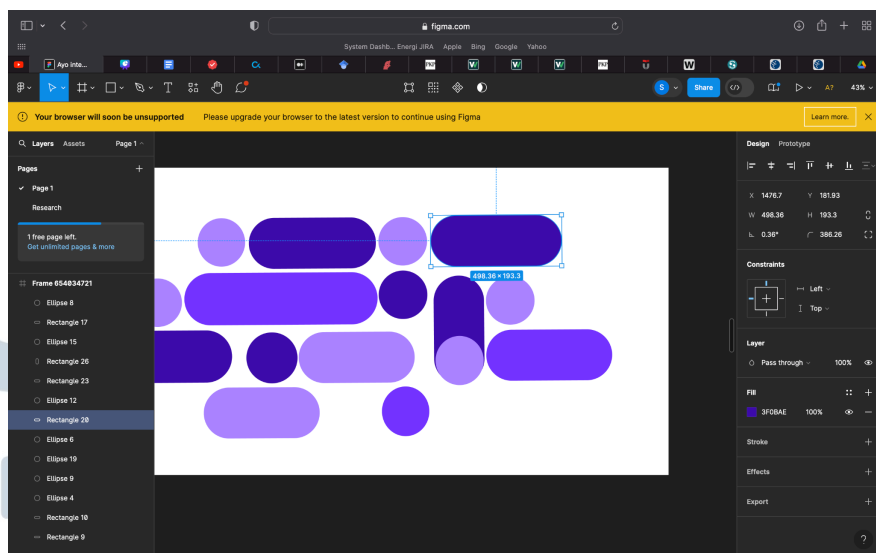 figma.com
System Dashb... Energi JIRA Apple Bing Google Yahoo
Ayo inte...
PKP
PKP
S
Share
A?
43%
Your browser will soon be unsupported Please upgrade your browser to the latest version to continue using Figma
Learn more.
Layers Assets Page 1
Design Prototype
Pages
Page 1
Research
1 free page left.
Get unlimited pages & more
Frame 654034721
Ellipse 8
Rectangle 17
Ellipse 15
Rectangle 26
Rectangle 23
Ellipse 12
Rectangle 20
Ellipse 6
Ellipse 19
Ellipse 9
Ellipse 4
Rectangle 10
Rectangle 9
498.36 × 193.3
X 1476.7 Y 181.93
W 498.36 H 193.3
0.36° 386.26
Constraints
Left
Top
Layer
Pass through 100%
Fill
3F0BAE 100%
Stroke
Effects
Export
?